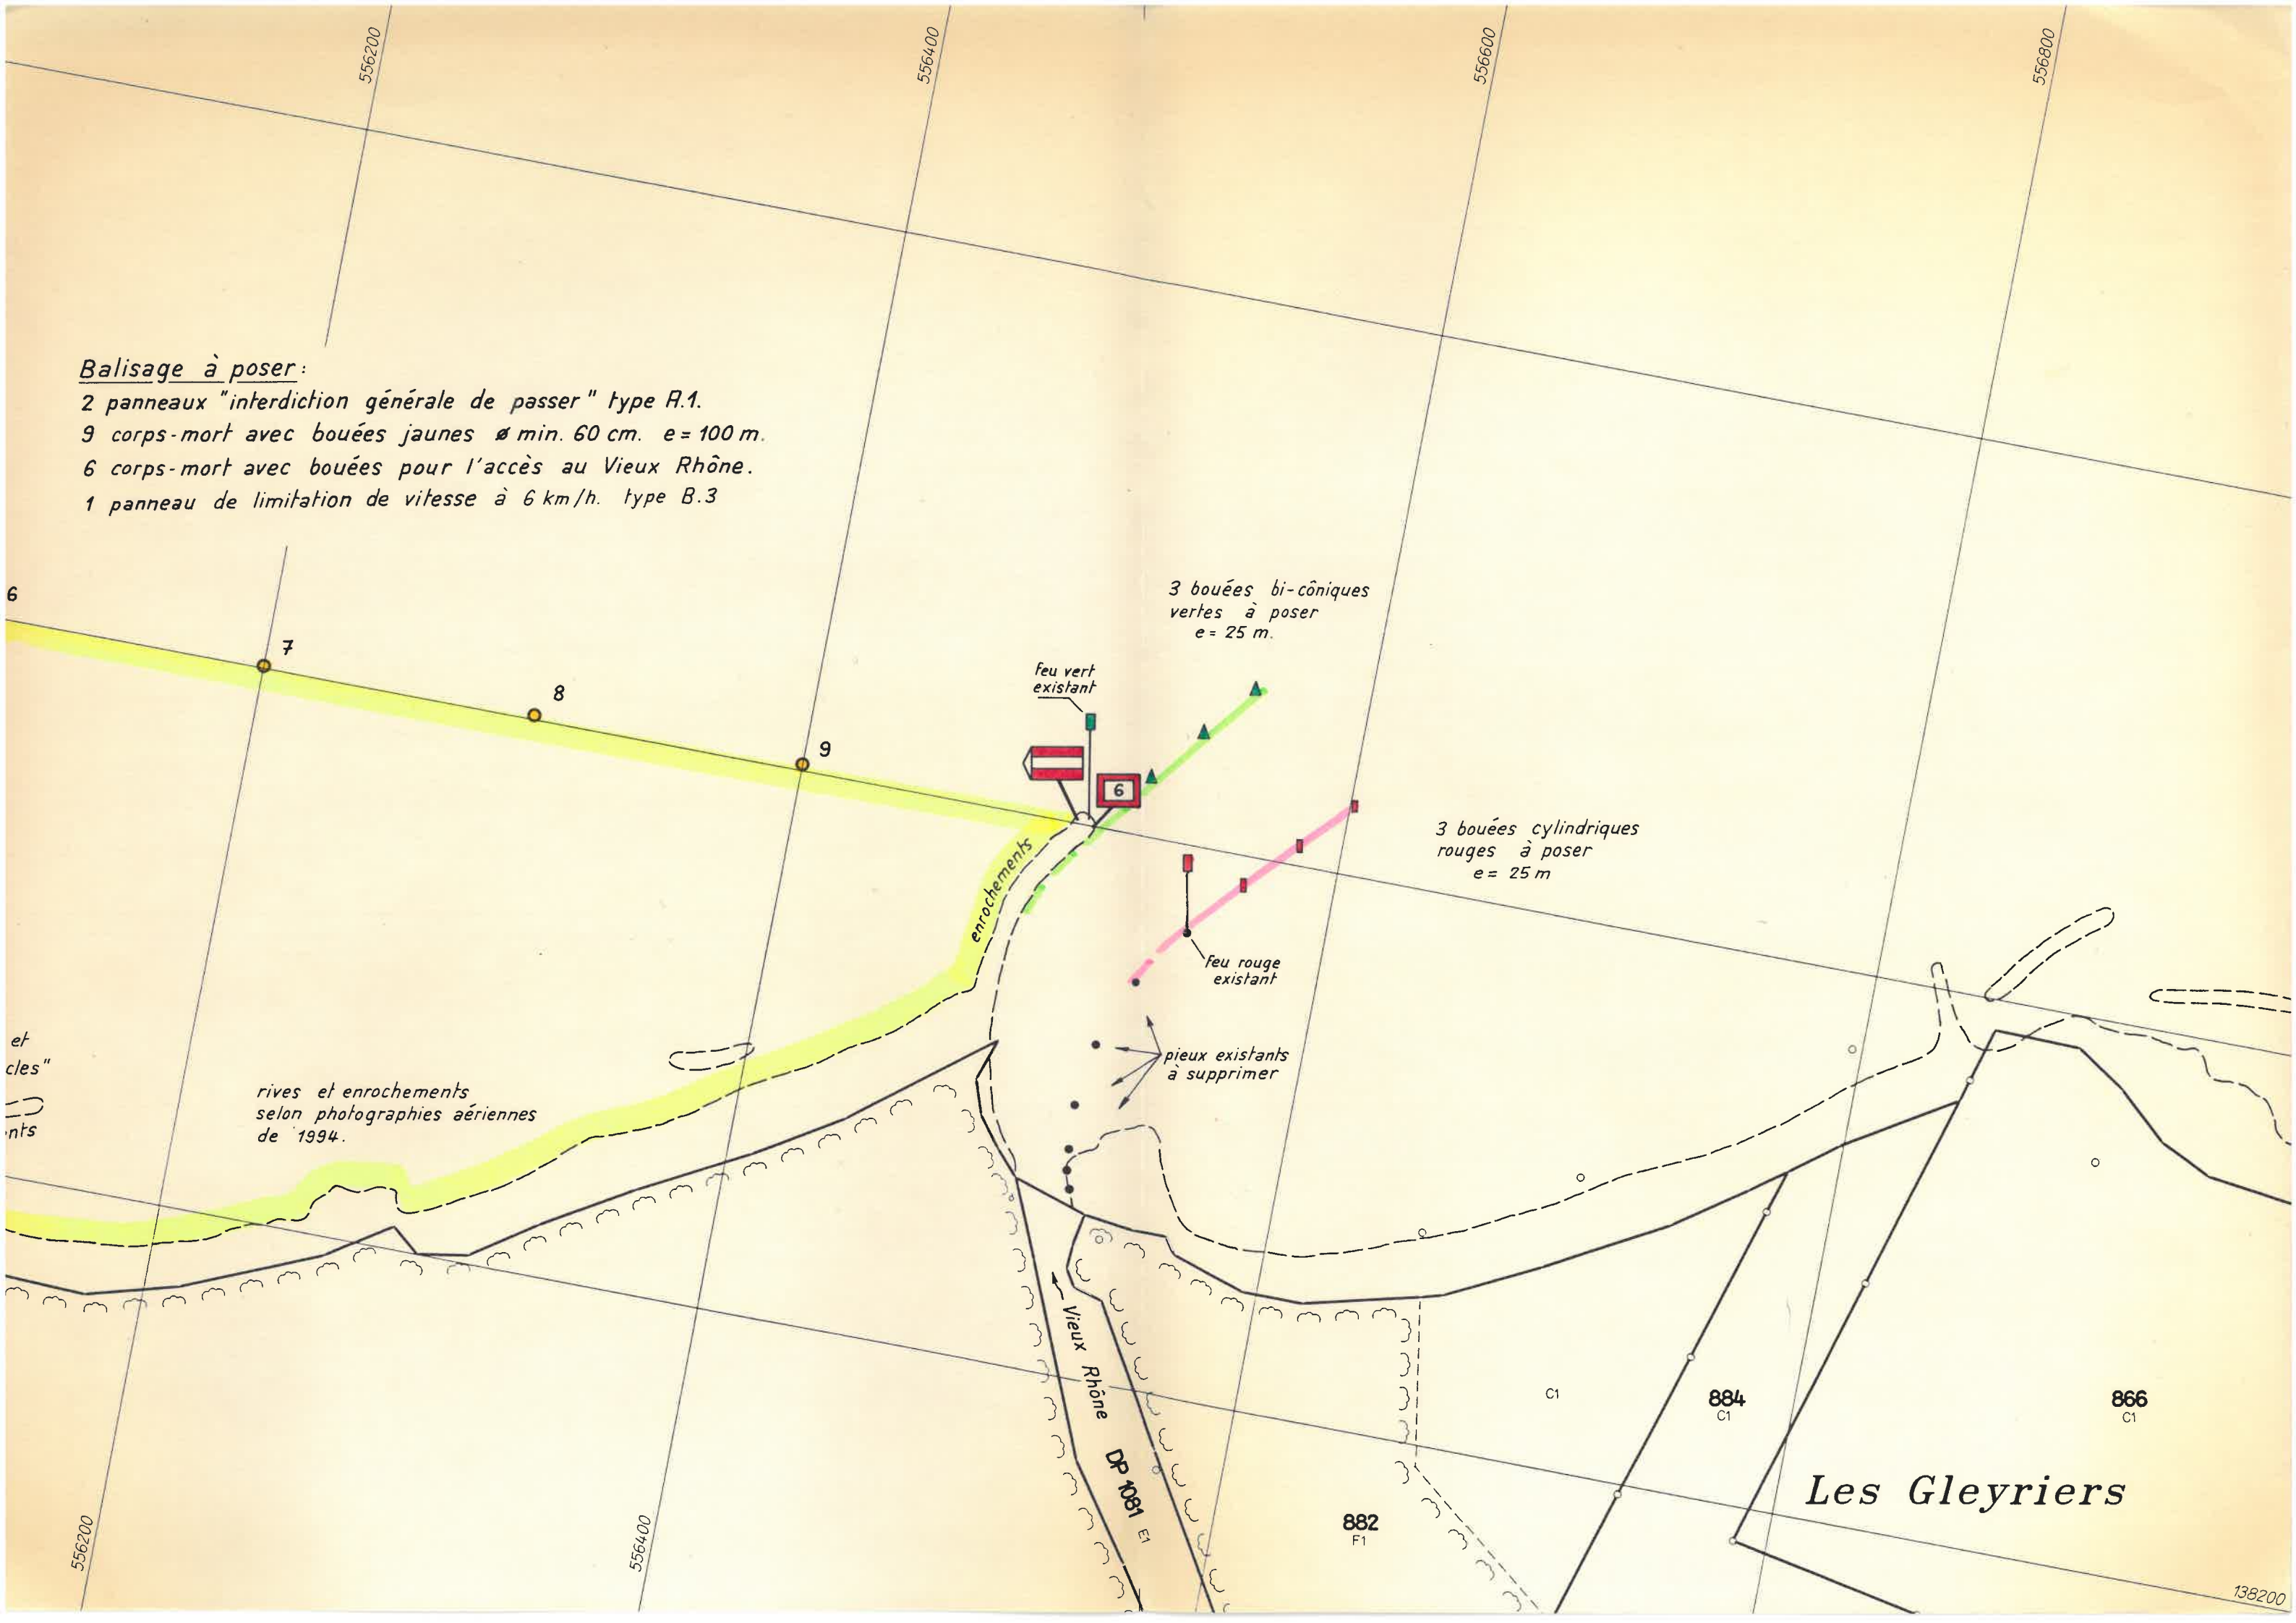 556200
556400
556600
556800
Balisage à poser :
2 panneaux "interdiction générale de passer" type A.1.
9 corps-mort avec bouées jaunes ø min. 60 cm. e = 100 m.
6 corps-mort avec bouées pour l'accès au Vieux Rhône.
1 panneau de limitation de vitesse à 6 km/h. type B.3
6
7
8
9
3 bouées bi-côniques
vertes à poser
e = 25 m.
Feu vert
existant
6
3 bouées cylindriques
rouges à poser
e = 25 m
enrochements
Feu rouge
existant
pieux existants
à supprimer
et
cles"
nts
rives et enrochements
selon photographies aériennes
de 1994.
Vieux Rhône DP 1081 E1
C1
884
C1
866
C1
882
F1
Les Gleyriers
556200
556400
138200